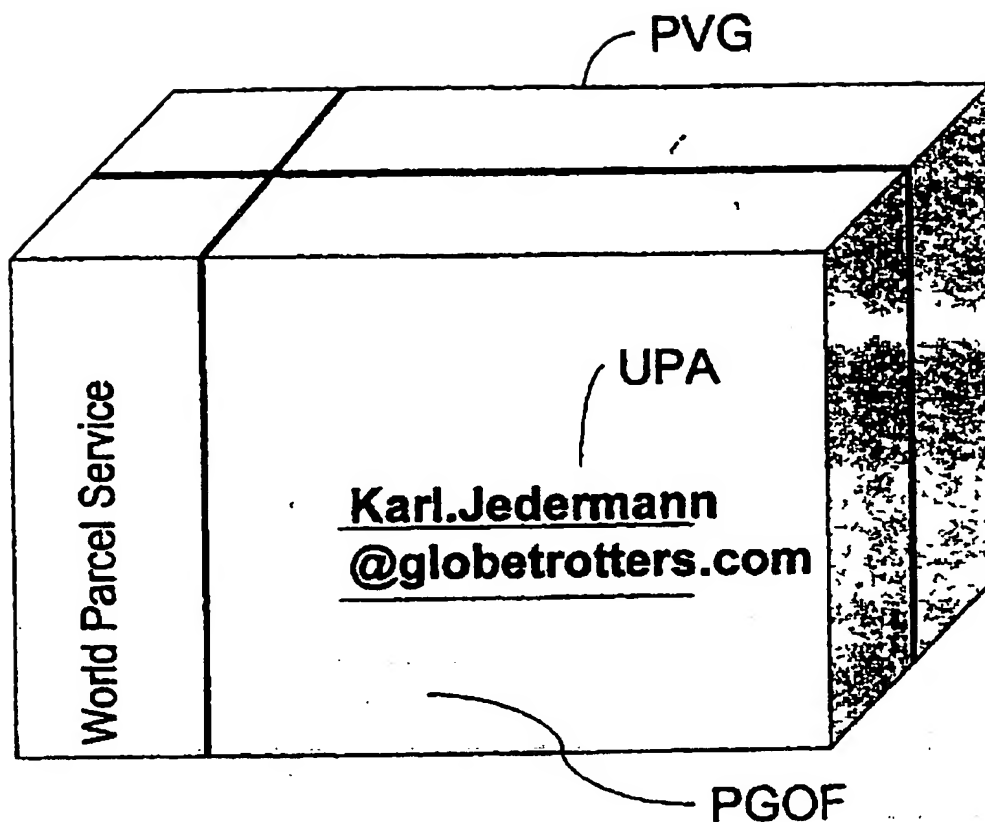 PVG
UPA
Karl.Jedermann
@globetrotters.com
World Parcel Service
PGOF